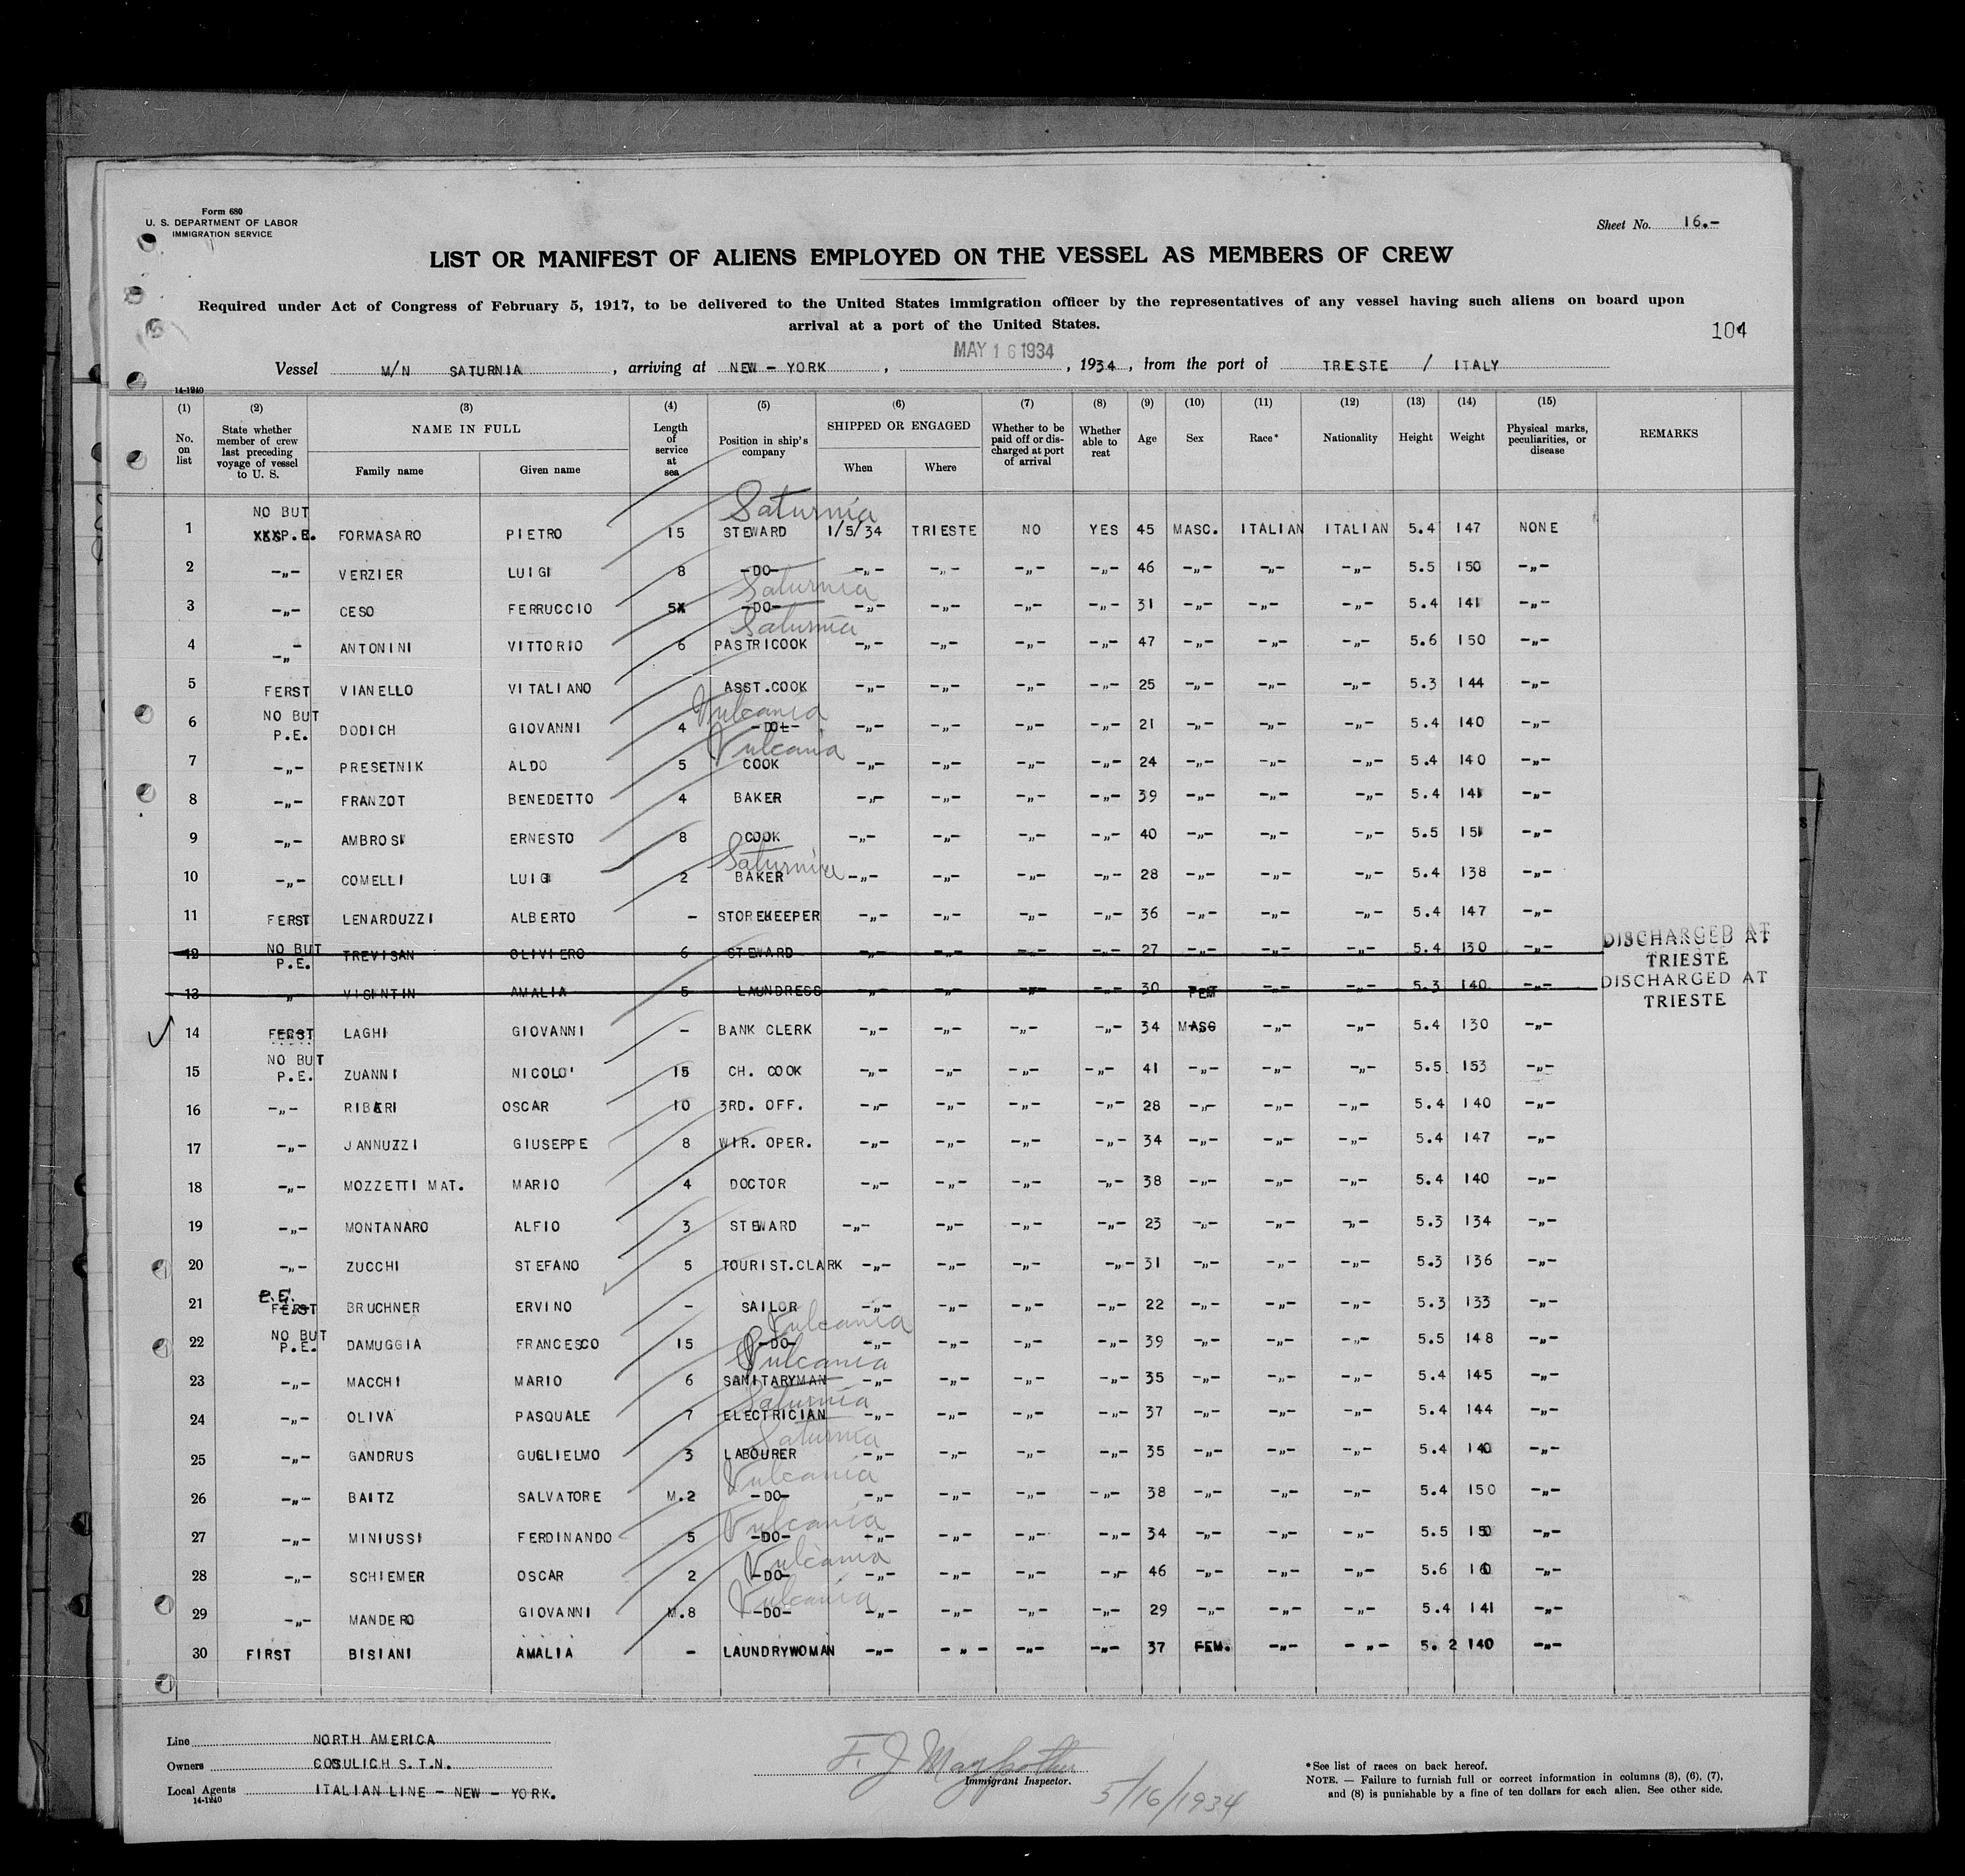 Form 680
U. S. DEPARTMENT OF LABOR
IMMIGRATION SERVICE
Sheet No. 16.-
LIST OR MANIFEST OF ALIENS EMPLOYED ON THE VESSEL AS MEMBERS OF CREW
Required under Act of Congress of February 5, 1917, to be delivered to the United States immigration officer by the representatives of any vessel having such aliens on board upon
arrival at a port of the United States.
104
MAY 16 1934
Vessel M/N SATURNIA , arriving at NEW - YORK , , 1934 , from the port of TRIESTE / ITALY
14-1240
(1) (2) (3) (4) (5) (6) (7) (8) (9) (10) (11) (12) (13) (14) (15)
No. on list State whether member of crew last preceding voyage of vessel to U. S. NAME IN FULL Family name Given name Length of service at sea Position in ship's company SHIPPED OR ENGAGED When Where Whether to be paid off or discharged at port of arrival Whether able to reat Age Sex Race* Nationality Height Weight Physical marks, peculiarities, or disease REMARKS
Saturnia
1 NO BUT XXXP.E. FORMASARO PIETRO 15 STEWARD 1/5/34 TRIESTE NO YES 45 MASC. ITALIAN ITALIAN 5.4 147 NONE
2 -„- VERZIER LUIGI 8 -DO- -„- -„- -„- -„- 46 -„- -„- -„- 5.5 150 -„-
Saturnia
3 -„- CESO FERRUCCIO 5X -DO- -„- -„- -„- -„- 31 -„- -„- -„- 5.4 141 -„-
Saturnia
4 -„- ANTONINI VITTORIO 6 PASTRICOOK -„- -„- -„- -„- 47 -„- -„- -„- 5.6 150 -„-
5 FERST VIANELLO VITALIANO ASST.COOK -„- -„- -„- -„- 25 -„- -„- -„- 5.3 144 -„-
Vulcania
6 NO BUT P.E. DODICH GIOVANNI 4 -DO- -„- -„- -„- -„- 21 -„- -„- -„- 5.4 140 -„-
Vulcania
7 -„- PRESETNIK ALDO 5 COOK -„- -„- -„- -„- 24 -„- -„- -„- 5.4 140 -„-
8 -„- FRANZOT BENEDETTO 4 BAKER -„- -„- -„- -„- 39 -„- -„- -„- 5.4 141 -„-
9 -„- AMBROSI ERNESTO 8 COOK -„- -„- -„- -„- 40 -„- -„- -„- 5.5 151 -„-
Saturnia
10 -„- COMELLI LUIGI 2 BAKER -„- -„- -„- -„- 28 -„- -„- -„- 5.4 138 -„-
11 FERST LENARDUZZI ALBERTO - STOREKEEPER -„- -„- -„- -„- 36 -„- -„- -„- 5.4 147 -„-
12 NO BUT P.E. TREVISAN OLIVIERO 6 STEWARD -„- -„- -„- -„- 27 -„- -„- -„- 5.4 130 -„- DISCHARGED AT TRIESTE
13 „ VISENTIN AMALIA 5 LAUNDRESS -„- -„- -„- -„- 30 FEM -„- -„- 5.3 140 -„- DISCHARGED AT TRIESTE
14 FERST LAGHI GIOVANNI - BANK CLERK -„- -„- -„- -„- 34 MASC -„- -„- 5.4 130 -„-
15 NO BUT P.E. ZUANNI NICOLO' 15 CH. COOK -„- -„- -„- -„- 41 -„- -„- -„- 5.5 153 -„-
16 -„- RIBARI OSCAR 10 3RD. OFF. -„- -„- -„- -„- 28 -„- -„- -„- 5.4 140 -„-
17 -„- JANNUZZI GIUSEPPE 8 WIR. OPER. -„- -„- -„- -„- 34 -„- -„- -„- 5.4 147 -„-
18 -„- MOZZETTI MAT. MARIO 4 DOCTOR -„- -„- -„- -„- 38 -„- -„- -„- 5.4 140 -„-
19 -„- MONTANARO ALFIO 3 STEWARD -„- -„- -„- -„- 23 -„- -„- -„- 5.3 134 -„-
20 -„- ZUCCHI STEFANO 5 TOURIST.CLARK -„- -„- -„- -„- 31 -„- -„- -„- 5.3 136 -„-
21 P.E. FERST BRUCHNER ERVINO - SAILOR -„- -„- -„- -„- 22 -„- -„- -„- 5.3 133 -„-
Vulcania
22 NO BUT P.E. DAMUGGIA FRANCESCO 15 -DO- -„- -„- -„- -„- 39 -„- -„- -„- 5.5 148 -„-
Vulcania
23 -„- MACCHI MARIO 6 SANITARYMAN -„- -„- -„- -„- 35 -„- -„- -„- 5.4 145 -„-
Saturnia
24 -„- OLIVA PASQUALE 7 ELECTRICIAN -„- -„- -„- -„- 37 -„- -„- -„- 5.4 144 -„-
Saturnia
25 -„- GANDRUS GUGLIELMO 3 LABOURER -„- -„- -„- -„- 35 -„- -„- -„- 5.4 140 -„-
Vulcania
26 -„- BAITZ SALVATORE M.2 -DO- -„- -„- -„- -„- 38 -„- -„- -„- 5.4 150 -„-
Vulcania
27 -„- MINIUSSI FERDINANDO 5 -DO- -„- -„- -„- -„- 34 -„- -„- -„- 5.5 150 -„-
Vulcania
28 -„- SCHIEMER OSCAR 2 -DO- -„- -„- -„- -„- 46 -„- -„- -„- 5.6 160 -„-
Vulcania
29 -„- MANDERO GIOVANNI M.8 -DO- -„- -„- -„- -„- 29 -„- -„- -„- 5.4 141 -„-
30 FIRST BISIANI AMALIA - LAUNDRYWOMAN -„- -„- -„- -„- 37 FEM. -„- -„- 5.2 140 -„-
Line NORTH AMERICA
Owners COSULICH S.T.N.
Local Agents ITALIAN LINE - NEW - YORK.
14-1240
F. J.
Immigrant Inspector.
5/16/1934
*See list of races on back hereof.
NOTE. — Failure to furnish full or correct information in columns (3), (6), (7),
and (8) is punishable by a fine of ten dollars for each alien. See other side.